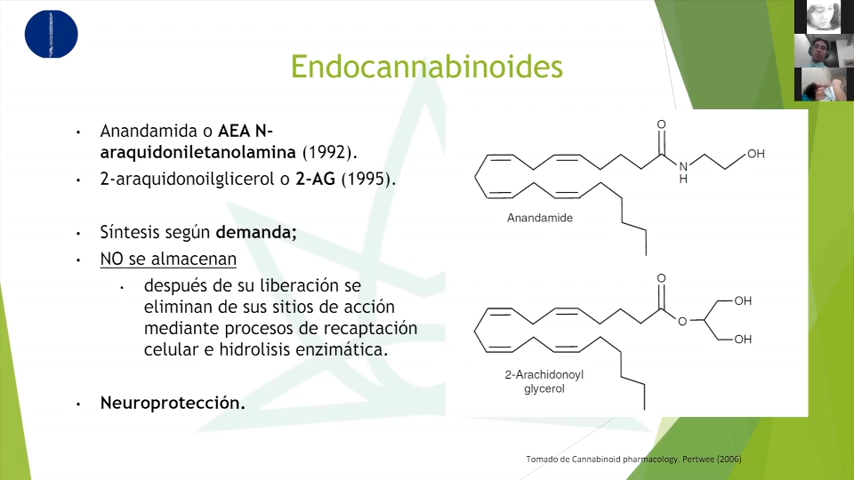 Endocannabinoides
• Anandamida o AEA N-
araquidoniletanolamina (1992).
• 2-araquidonoilglicerol o 2-AG (1995).
• Síntesis según demanda;
• NO se almacenan
• después de su liberación se
eliminan de sus sitios de acción
mediante procesos de recaptación
celular e hidrolisis enzimática.
• Neuroprotección.
O
N
H
OH
Anandamide
O
O
OH
OH
2-Arachidonoyl
glycerol
Tomado de Cannabinoid pharmacology. Pertwee (2006)